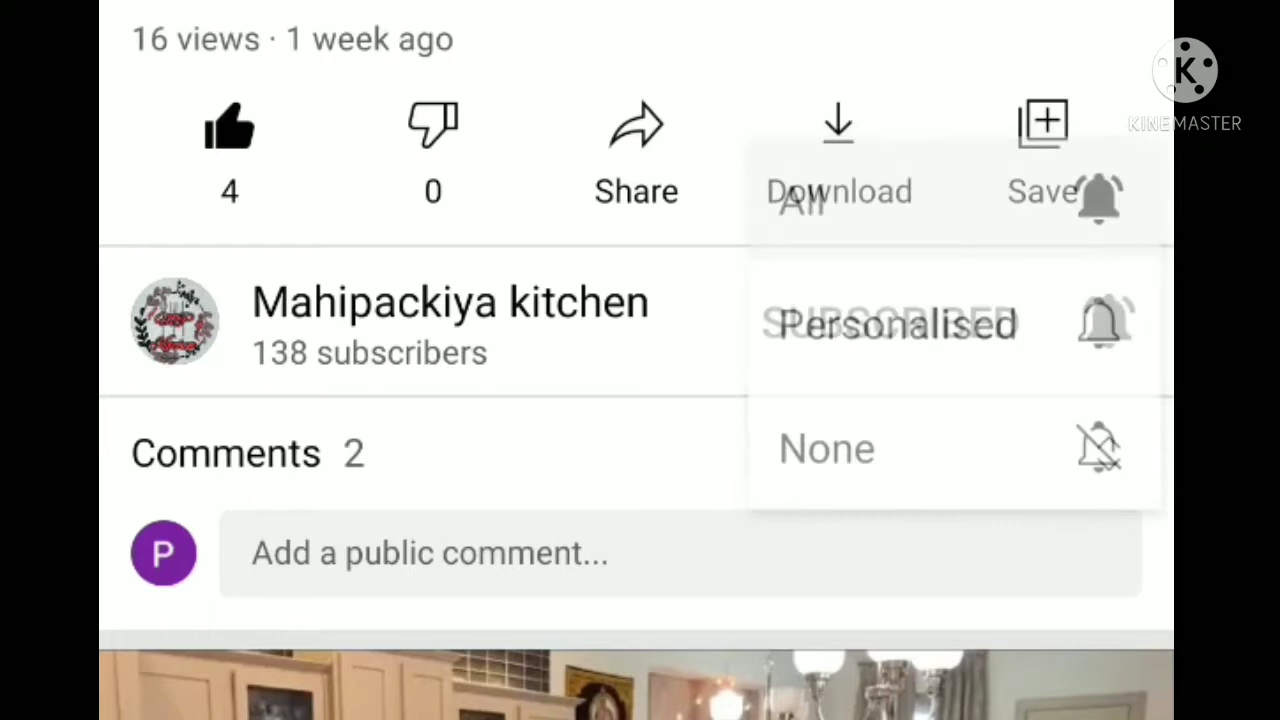 16 views · 1 week ago
4
0
Share
Download
Save
All
Mahipackiya kitchen
138 subscribers
SUBSCRIBED
Personalised
None
Comments 2
P
Add a public comment...
K
KINEMASTER